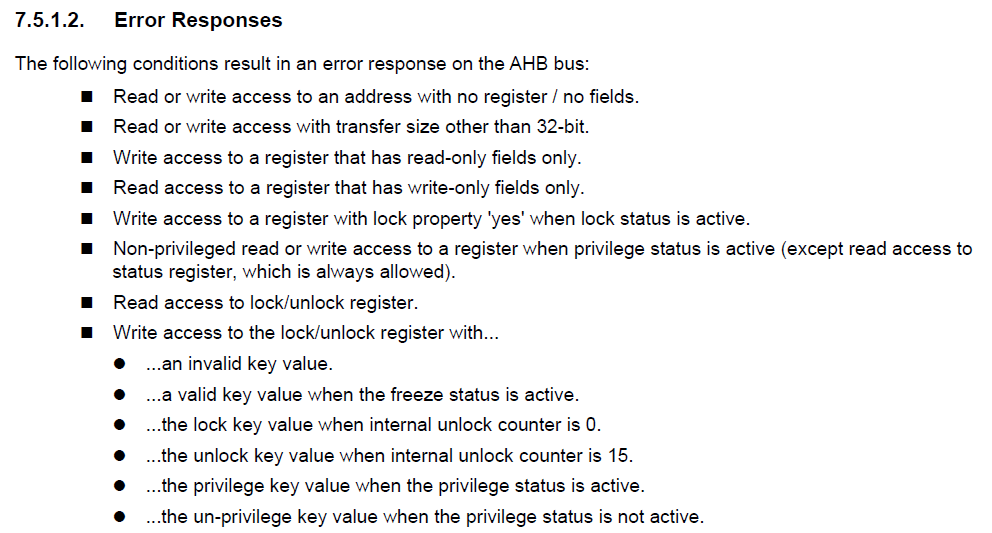 7.5.1.2. Error Responses
The following conditions result in an error response on the AHB bus:
■ Read or write access to an address with no register / no fields.
■ Read or write access with transfer size other than 32-bit.
■ Write access to a register that has read-only fields only.
■ Read access to a register that has write-only fields only.
■ Write access to a register with lock property 'yes' when lock status is active.
■ Non-privileged read or write access to a register when privilege status is active (except read access to
status register, which is always allowed).
■ Read access to lock/unlock register.
■ Write access to the lock/unlock register with...
● ...an invalid key value.
● ...a valid key value when the freeze status is active.
● ...the lock key value when internal unlock counter is 0.
● ...the unlock key value when internal unlock counter is 15.
● ...the privilege key value when the privilege status is active.
● ...the un-privilege key value when the privilege status is not active.